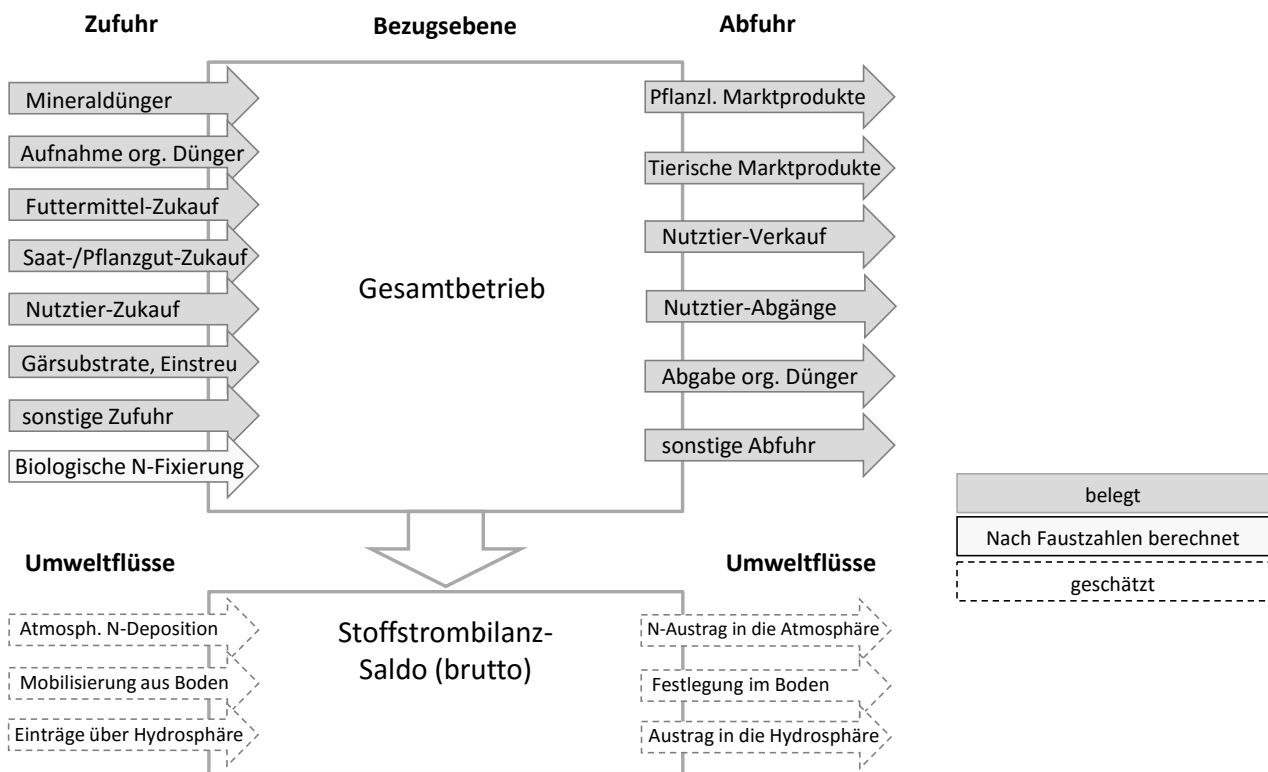 Zufuhr
Bezugsebene
Abfuhr
Mineraldünger
Aufnahme org. Dünger
Futtermittel-Zukauf
Saat-/Pflanzgut-Zukauf
Nutztier-Zukauf
Gärsubstrate, Einstreu
sonstige Zufuhr
Biologische N-Fixierung
Gesamtbetrieb
Pflanzl. Marktprodukte
Tierische Marktprodukte
Nutztier-Verkauf
Nutztier-Abgänge
Abgabe org. Dünger
sonstige Abfuhr
belegt
Nach Faustzahlen berechnet
geschätzt
Umweltflüsse
Umweltflüsse
Atmosph. N-Deposition
Mobilisierung aus Boden
Einträge über Hydrosphäre
Stoffstrombilanz-
Saldo (brutto)
N-Austrag in die Atmosphäre
Festlegung im Boden
Austrag in die Hydrosphäre